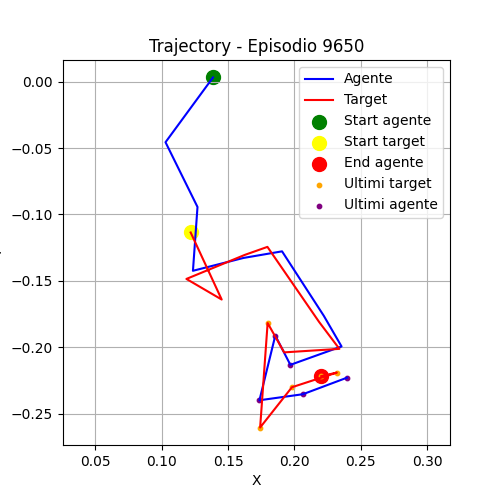 Trajectory - Episodio 9650
Agente
Target
Start agente
Start target
End agente
Ultimi target
Ultimi agente
0.00
−0.05
−0.10
−0.15
−0.20
−0.25
0.05
0.10
0.15
0.20
0.25
0.30
X